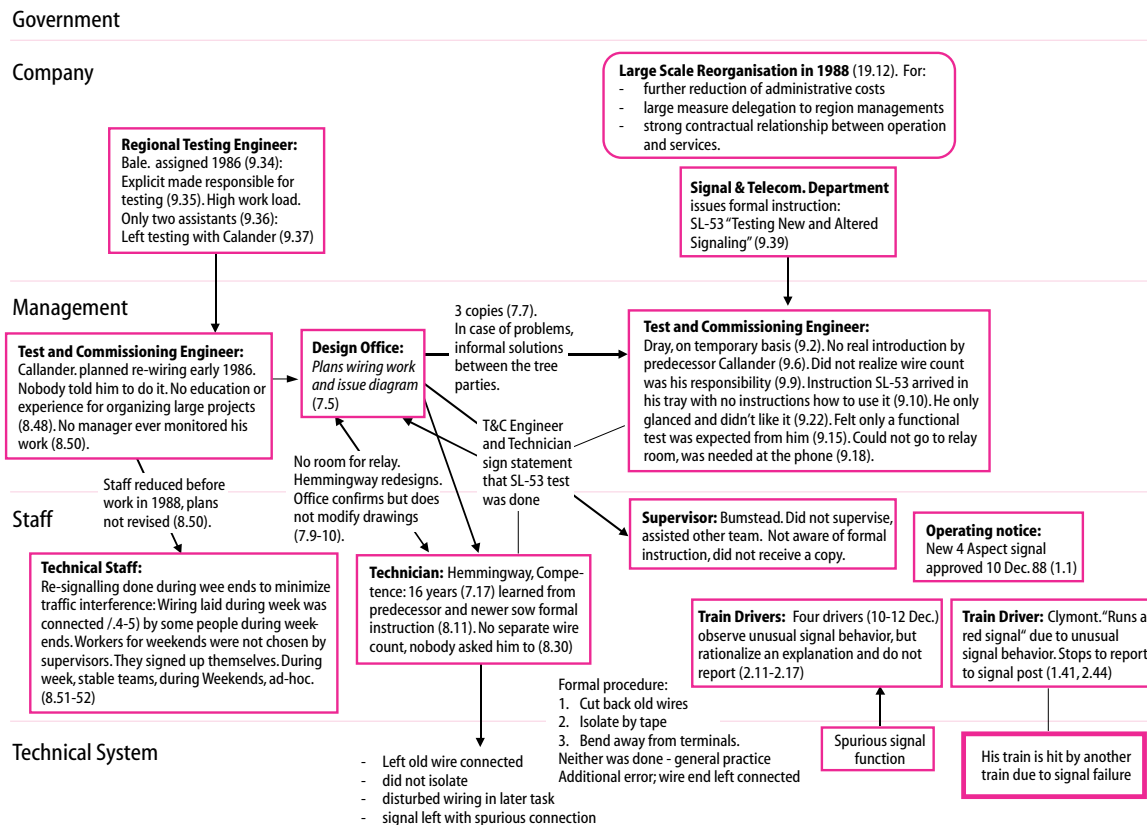 Government
Company
Large Scale Reorganisation in 1988 (19.12). For:
- further reduction of administrative costs
- large measure delegation to region managements
- strong contractual relationship between operation
and services.
Regional Testing Engineer:
Bale. assigned 1986 (9.34):
Explicit made responsible for
testing (9.35). High work load.
Only two assistants (9.36):
Left testing with Calander (9.37)
Signal & Telecom. Department
issues formal instruction:
SL-53 "Testing New and Altered
Signaling" (9.39)
Management
Test and Commissioning Engineer:
Callander. planned re-wiring early 1986.
Nobody told him to do it. No education or
experience for organizing large projects
(8.48). No manager ever monitored his
work (8.50).
Design Office:
Plans wiring work
and issue diagram
(7.5)
3 copies (7.7).
In case of problems,
informal solutions
between the tree
parties.
Test and Commissioning Engineer:
Dray, on temporary basis (9.2). No real introduction by
predecessor Callander (9.6). Did not realize wire count
was his responsibility (9.9). Instruction SL-53 arrived in
his tray with no instructions how to use it (9.10). He only
glanced and didn't like it (9.22). Felt only a functional
test was expected from him (9.15). Could not go to relay
room, was needed at the phone (9.18).
T&C Engineer
and Technician
sign statement
that SL-53 test
was done
No room for relay.
Hemmingway redesigns.
Office confirms but does
not modify drawings
(7.9-10).
Staff reduced before
work in 1988, plans
not revised (8.50).
Staff
Supervisor: Bumstead. Did not supervise,
assisted other team. Not aware of formal
instruction, did not receive a copy.
Operating notice:
New 4 Aspect signal
approved 10 Dec. 88 (1.1)
Technical Staff:
Re-signalling done during wee ends to minimize
traffic interference: Wiring laid during week was
connected /.4-5) by some people during week-
ends. Workers for weekends were not chosen by
supervisors. They signed up themselves. During
week, stable teams, during Weekends, ad-hoc.
(8.51-52)
Technician: Hemmingway, Compe-
tence: 16 years (7.17) learned from
predecessor and newer sow formal
instruction (8.11). No separate wire
count, nobody asked him to (8.30)
Train Drivers: Four drivers (10-12 Dec.)
observe unusual signal behavior, but
rationalize an explanation and do not
report (2.11-2.17)
Train Driver: Clymont. "Runs a
red signal" due to unusual
signal behavior. Stops to report
to signal post (1.41, 2.44)
Formal procedure:
1. Cut back old wires
2. Isolate by tape
3. Bend away from terminals.
Neither was done - general practice
Additional error; wire end left connected
Technical System
Spurious signal
function
His train is hit by another
train due to signal failure
- Left old wire connected
- did not isolate
- disturbed wiring in later task
- signal left with spurious connection